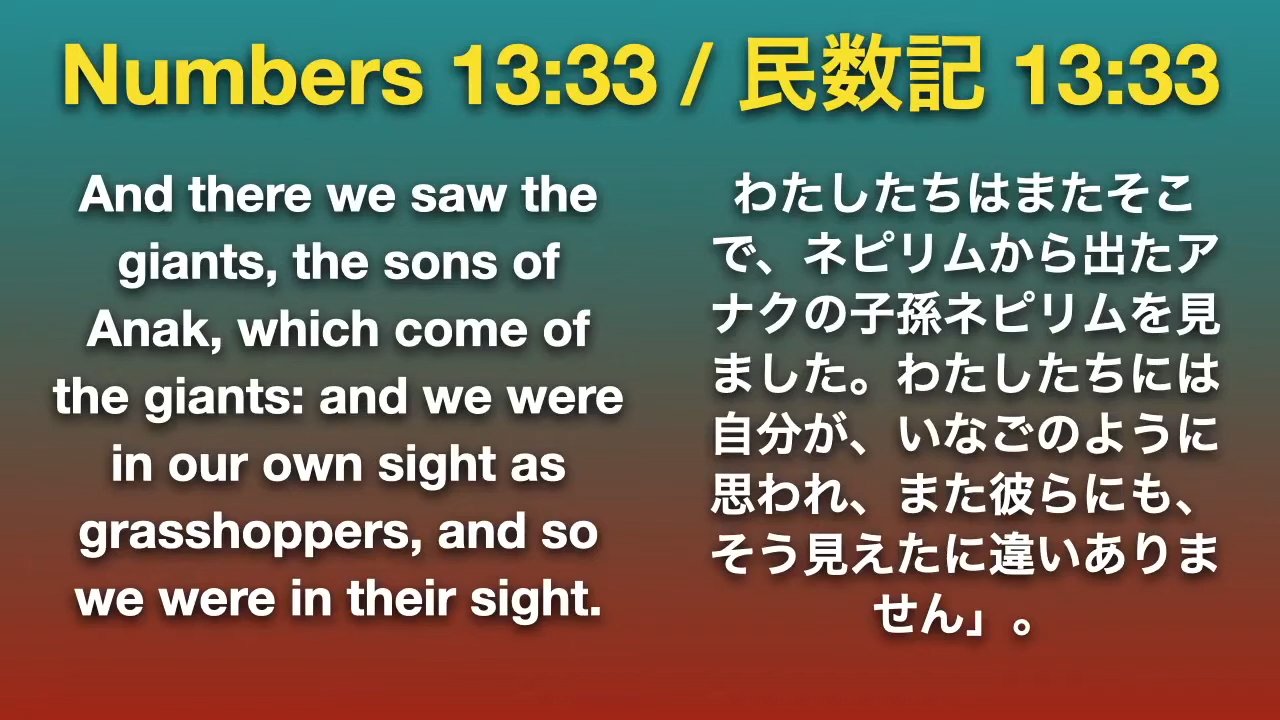 Numbers 13:33 / 民数記 13:33
And there we saw the
giants, the sons of
Anak, which come of
the giants: and we were
in our own sight as
grasshoppers, and so
we were in their sight.
わたしたちはまたそこ
で、ネピリムから出たア
ナクの子孫ネピリムを見
ました。わたしたちには
自分が、いなごのように
思われ、また彼らにも、
そう見えたに違いありま
せん」。